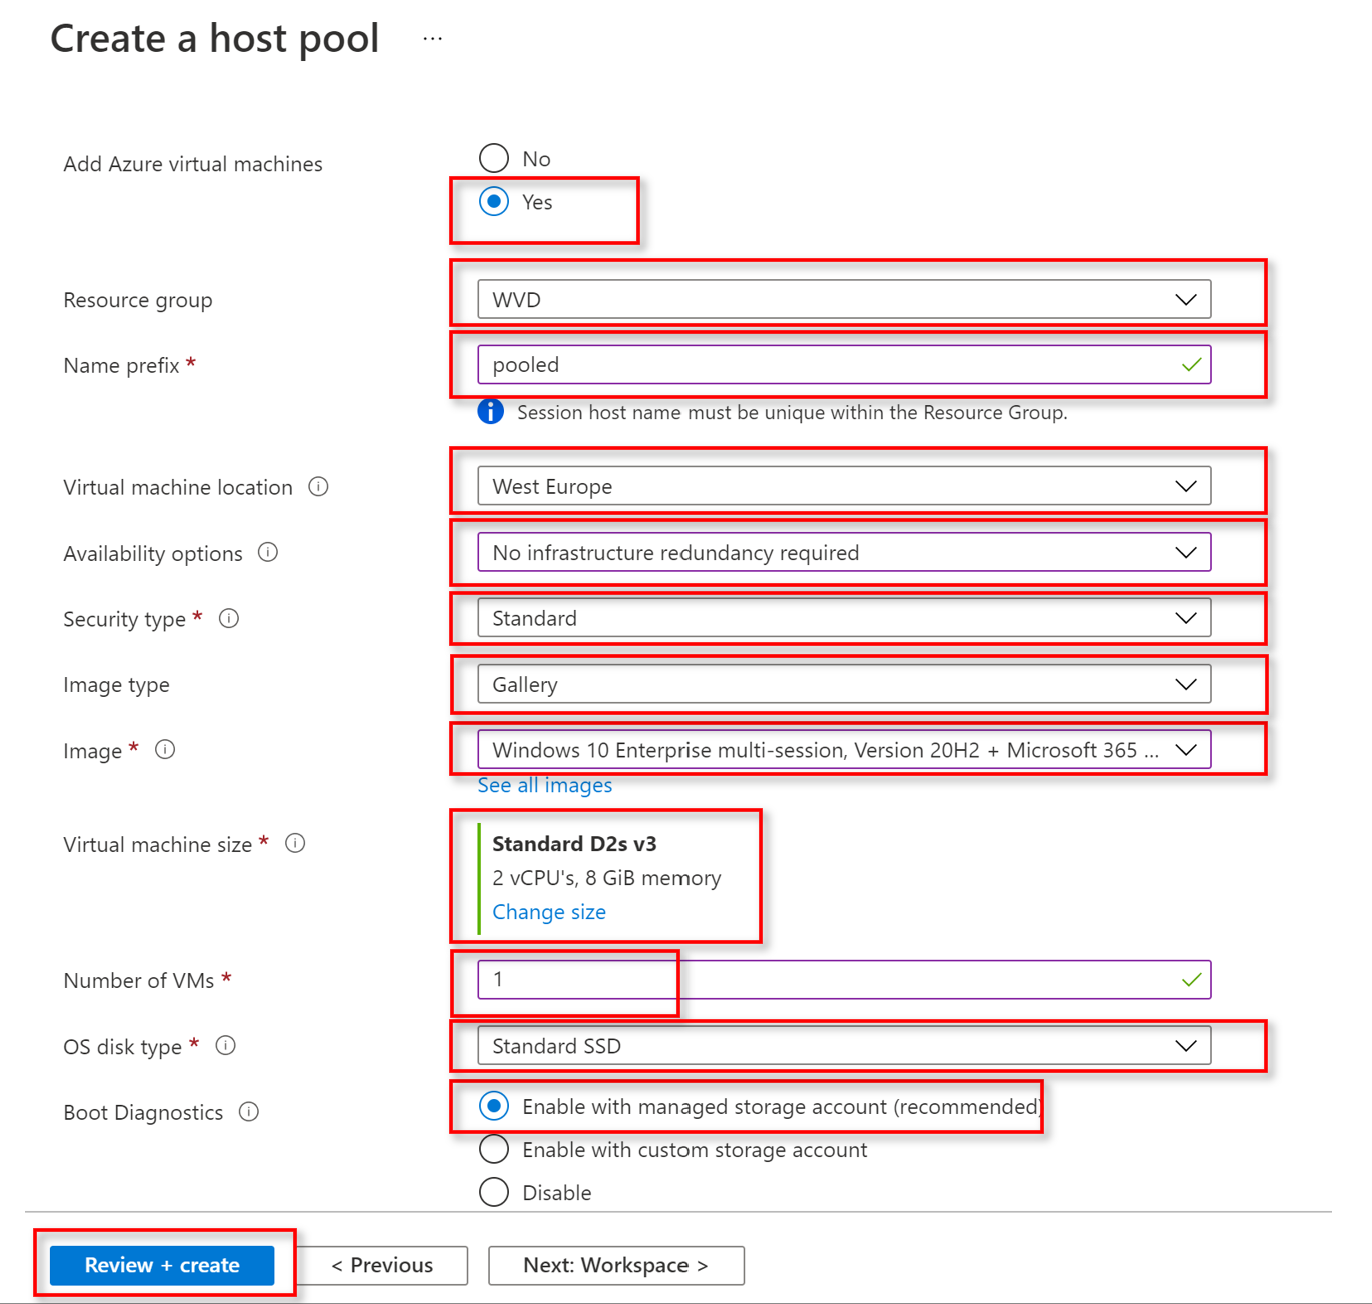 Create a host pool ...
Add Azure virtual machines
No
Yes
Resource group
WVD
Name prefix *
pooled
Session host name must be unique within the Resource Group.
Virtual machine location
West Europe
Availability options
No infrastructure redundancy required
Security type *
Standard
Image type
Gallery
Image *
Windows 10 Enterprise multi-session, Version 20H2 + Microsoft 365 ...
See all images
Virtual machine size *
Standard D2s v3
2 vCPU's, 8 GiB memory
Change size
Number of VMs *
1
OS disk type *
Standard SSD
Boot Diagnostics
Enable with managed storage account (recommended)
Enable with custom storage account
Disable
Review + create
< Previous
Next: Workspace >